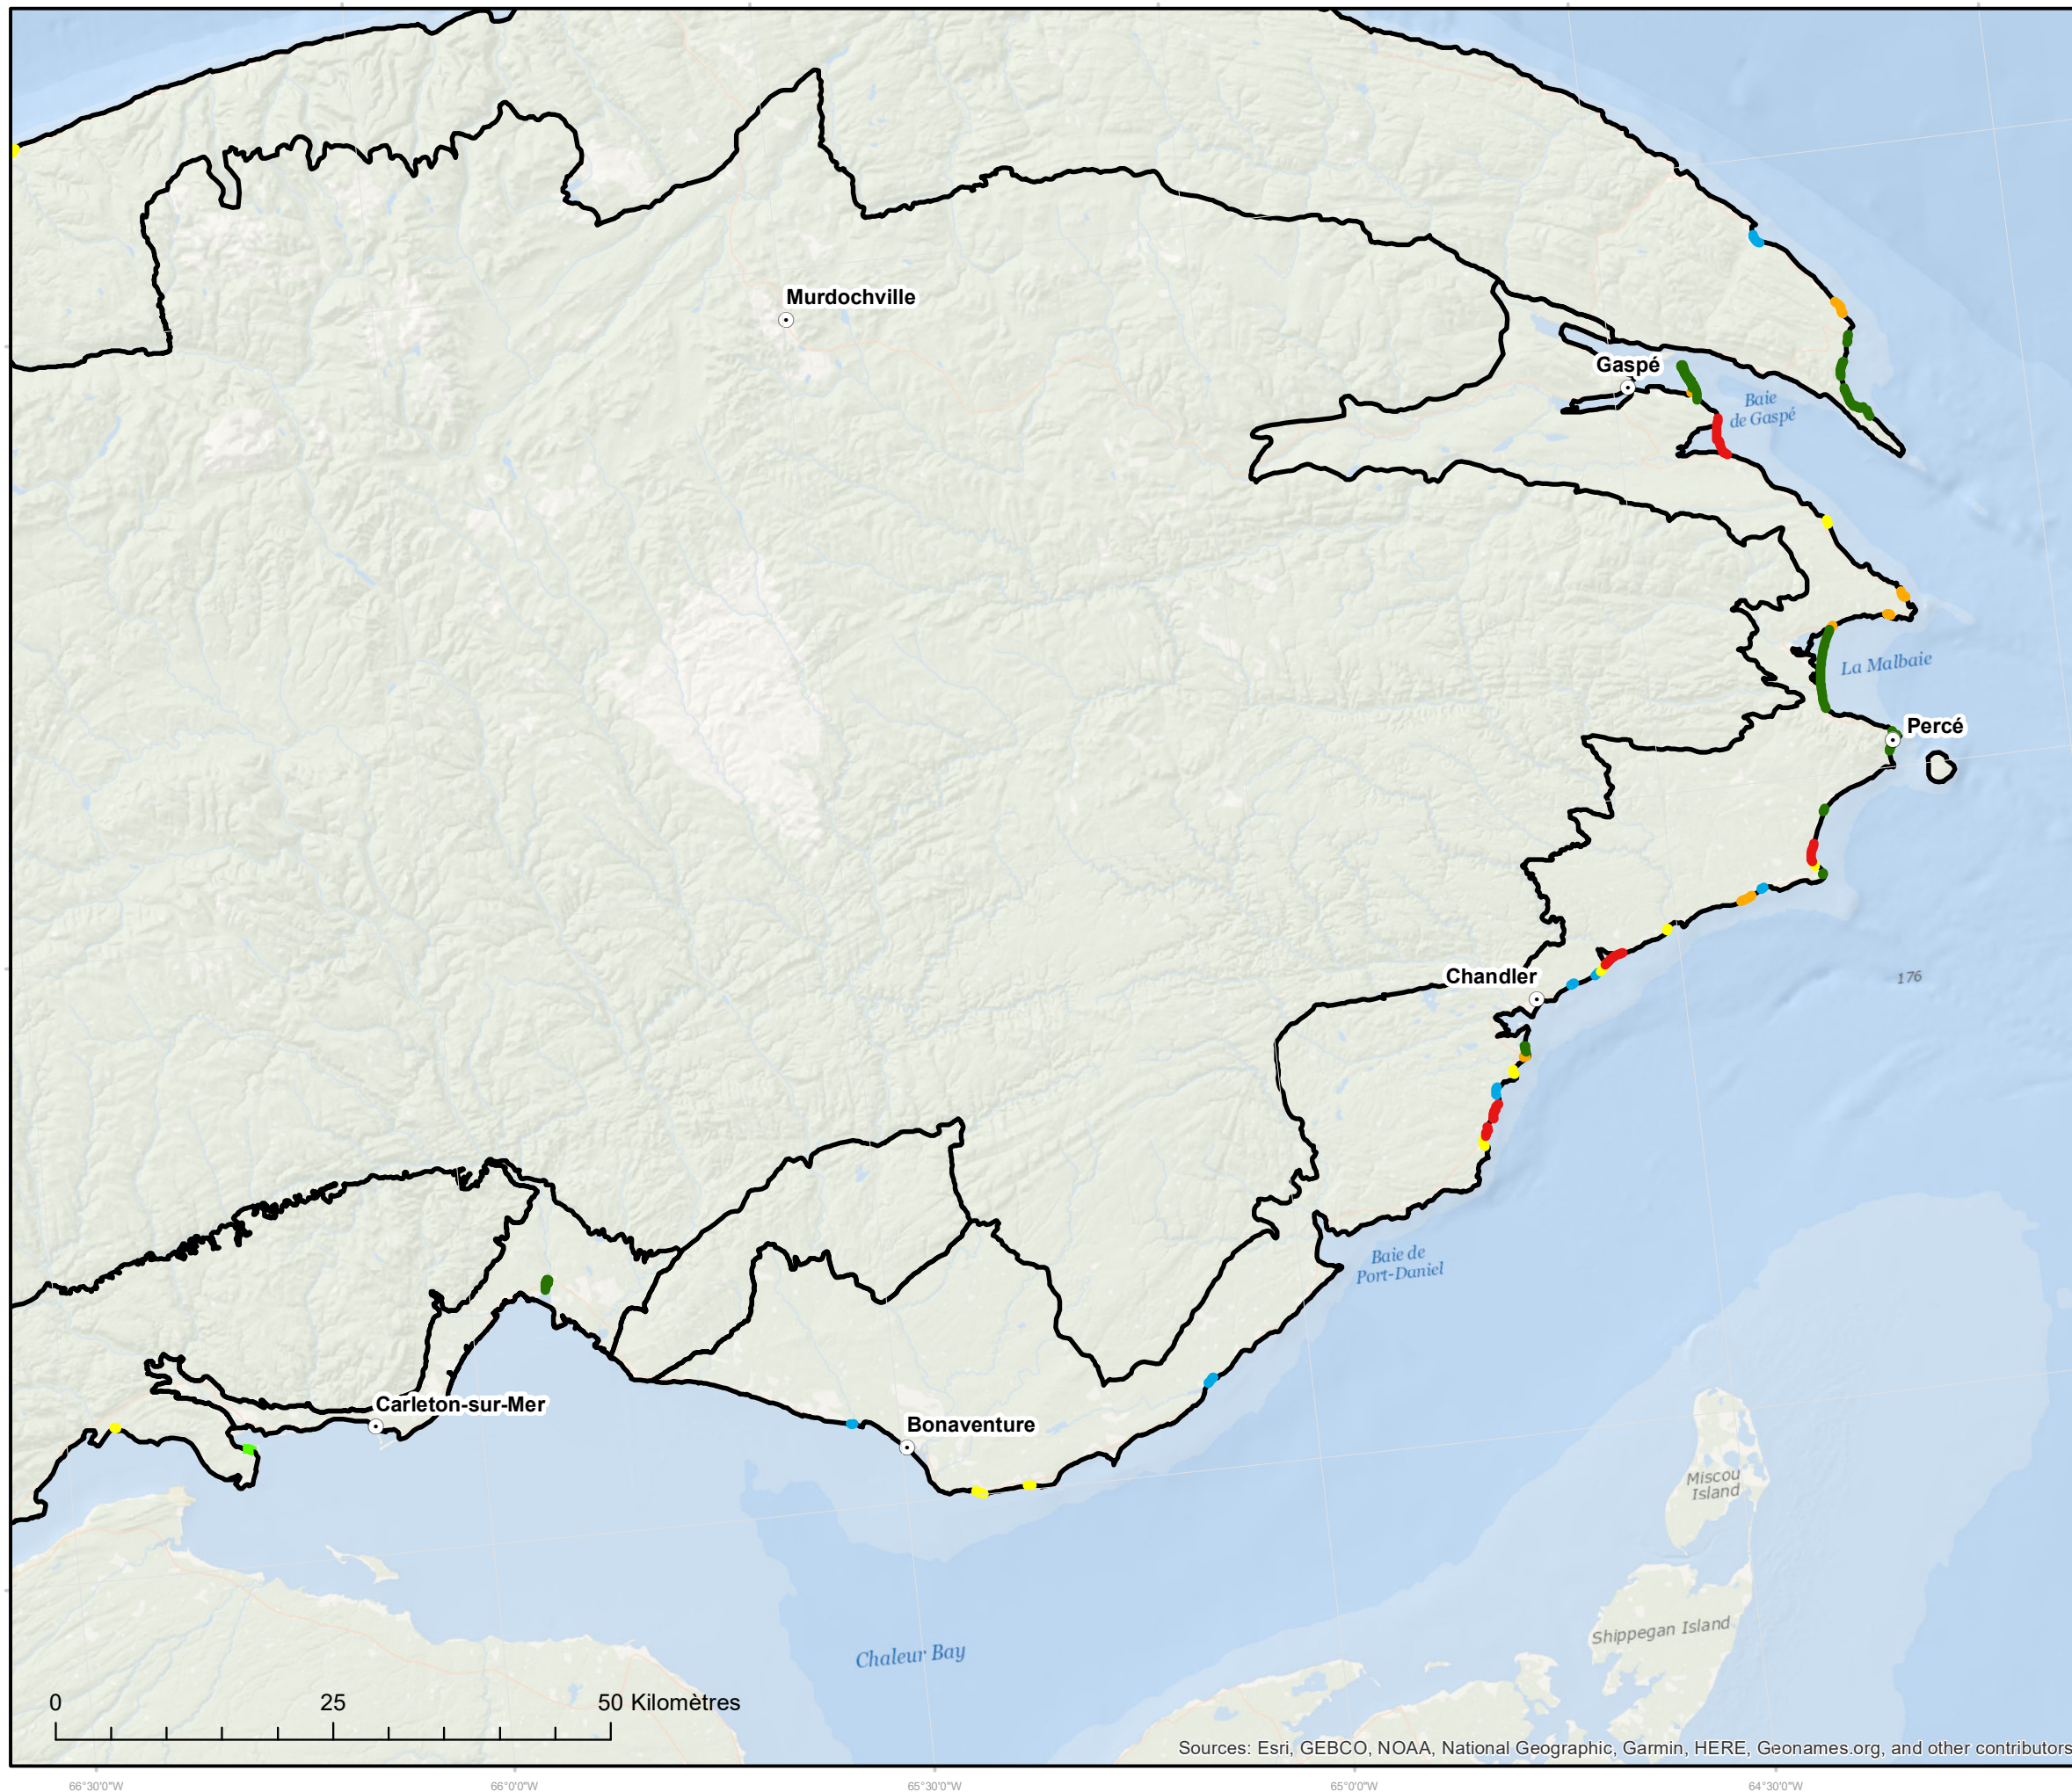 Murdochville
Gaspé
Baie
de Gaspé
La Malbaie
Percé
Chandler
176
Baie de
Port-Daniel
Carleton-sur-Mer
Bonaventure
Miscou
Island
Shippegan Island
Chaleur Bay
0 25 50 Kilomètres
Sources: Esri, GEBCO, NOAA, National Geographic, Garmin, HERE, Geonames.org, and other contributors
66°30'0"W 66°0'0"W 65°30'0"W 65°0'0"W 64°30'0"W